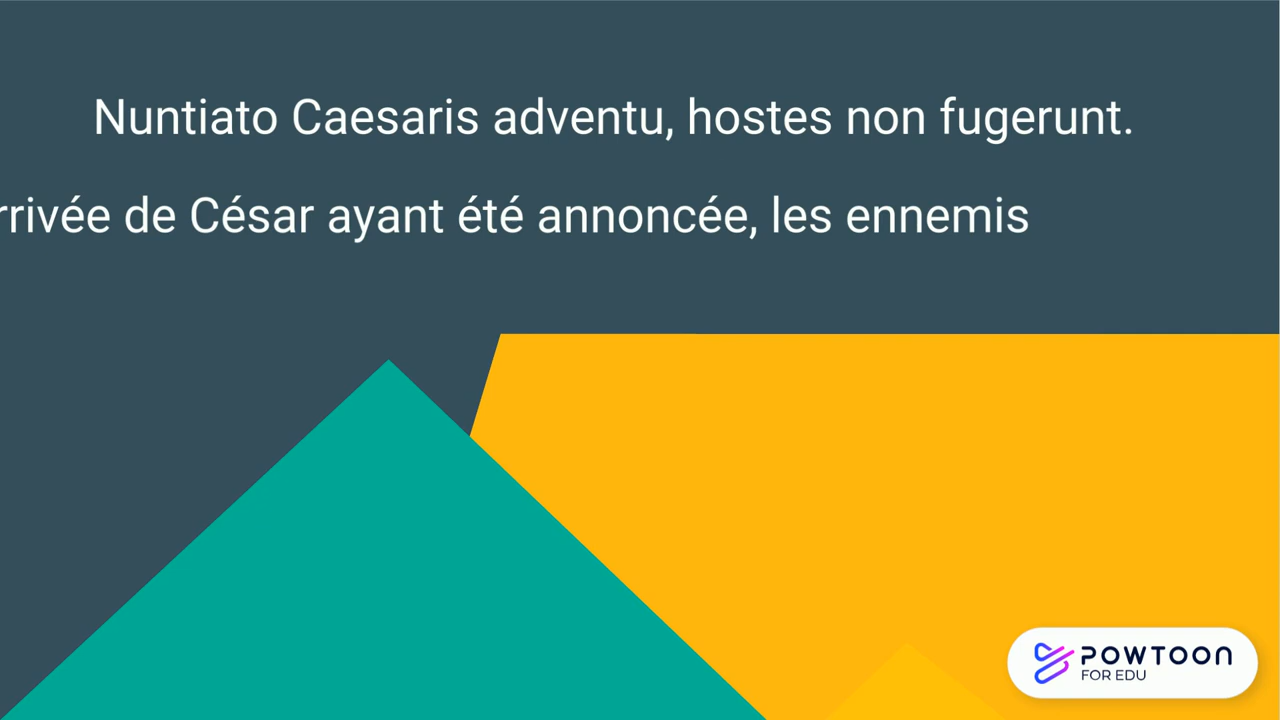 Nuntiato Caesaris adventu, hostes non fugerunt.
rrivée de César ayant été annoncée, les ennemis
POWTOON
FOR EDU